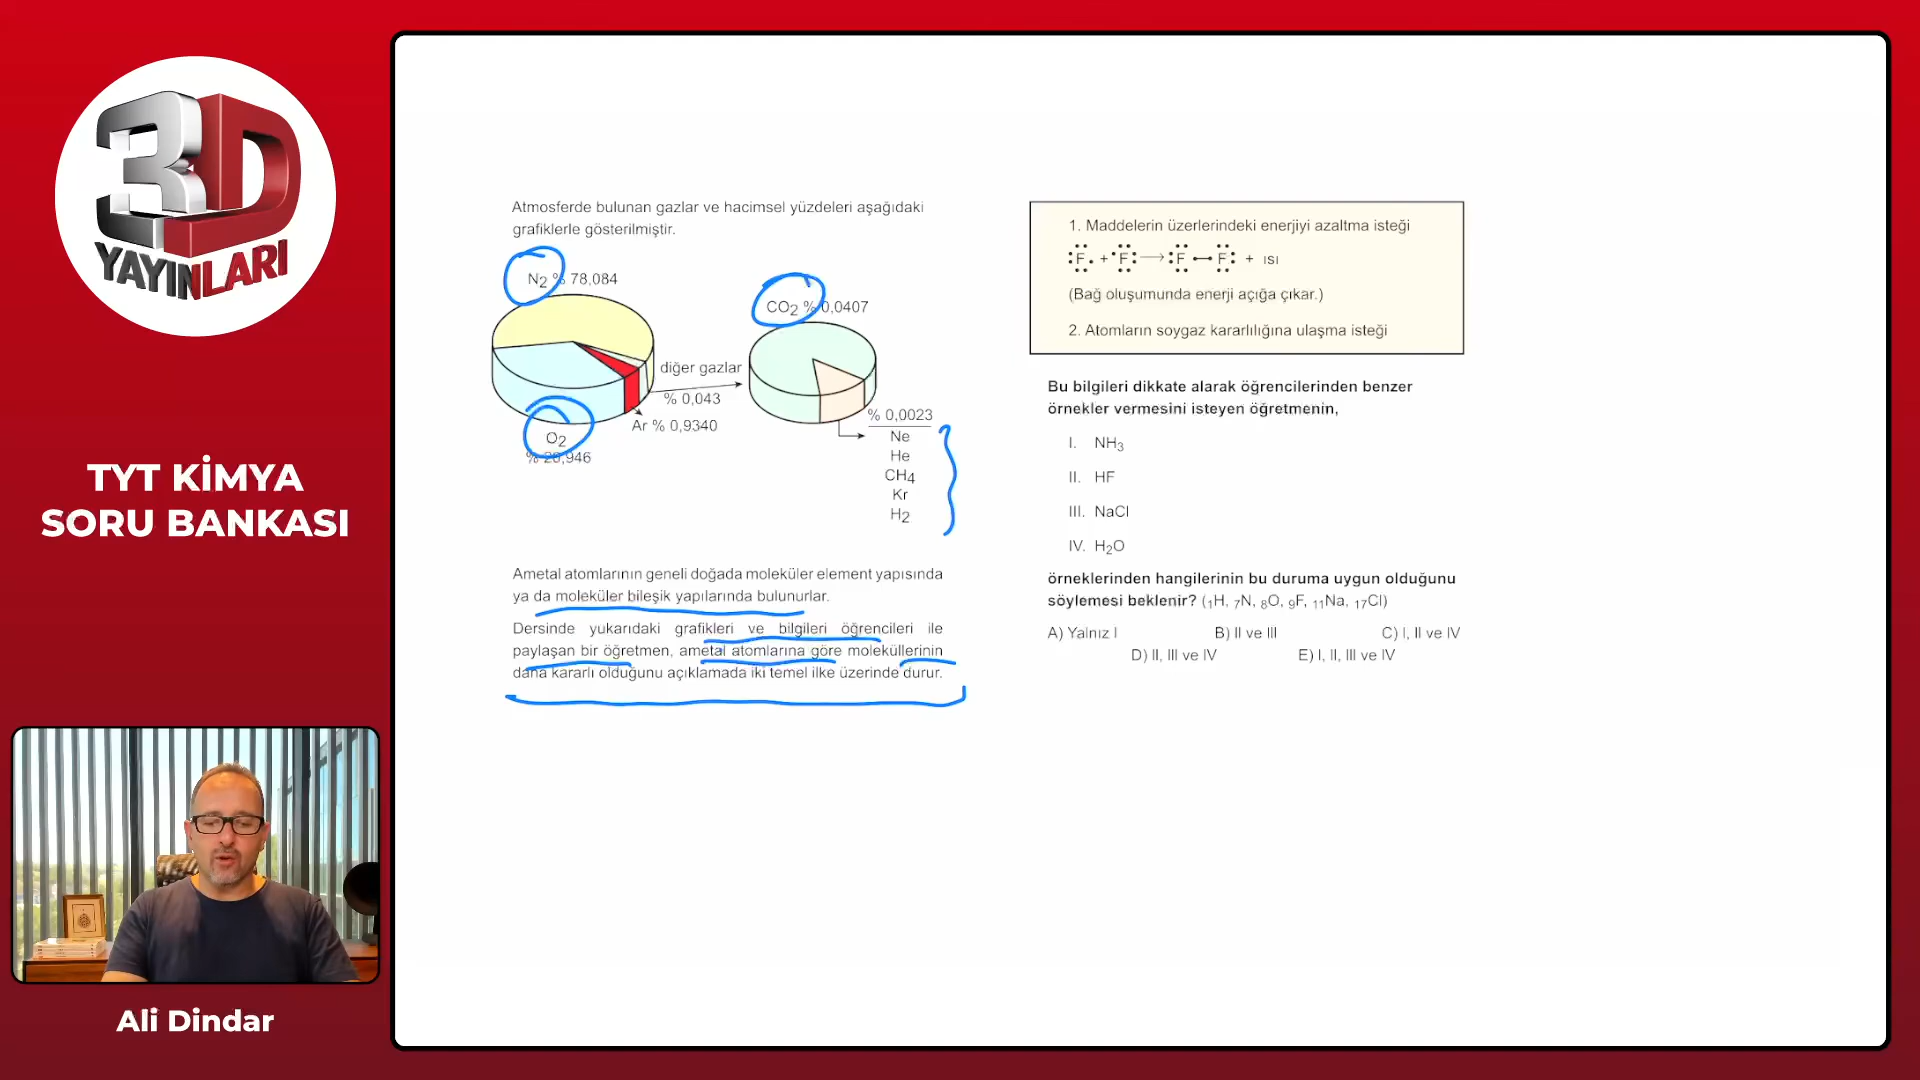 3D
YAYINLARI
TYT KİMYA
SORU BANKASI
Ali Dindar
Atmosferde bulunan gazlar ve hacimsel yüzdeleri aşağıdaki
grafiklerle gösterilmiştir.
N2 % 78,084
CO2 % 0,0407
diğer gazlar
% 0,043
Ar % 0,9340
O2
% 20,946
% 0,0023
Ne
He
CH4
Kr
H2
Ametal atomlarının geneli doğada moleküler element yapısında
ya da moleküler bileşik yapılarında bulunurlar.
Dersinde yukarıdaki grafikleri ve bilgileri öğrencileri ile
paylaşan bir öğretmen, ametal atomlarına göre moleküllerinin
daha kararlı olduğunu açıklamada iki temel ilke üzerinde durur.
1. Maddelerin üzerlerindeki enerjiyi azaltma isteği
F + F → F — F + ısı
(Bağ oluşumunda enerji açığa çıkar.)
2. Atomların soygaz kararlılığına ulaşma isteği
Bu bilgileri dikkate alarak öğrencilerinden benzer
örnekler vermesini isteyen öğretmenin,
I. NH3
II. HF
III. NaCl
IV. H2O
örneklerinden hangilerinin bu duruma uygun olduğunu
söylemesi beklenir? (1H, 7N, 8O, 9F, 11Na, 17Cl)
A) Yalnız I B) II ve III C) I, II ve IV
D) II, III ve IV E) I, II, III ve IV